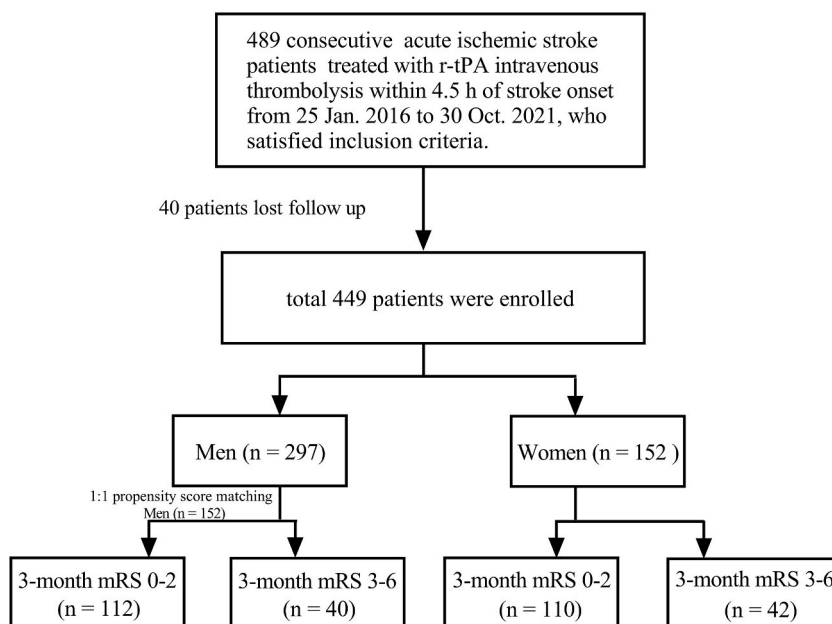 489 consecutive acute ischemic stroke
patients treated with r-tPA intravenous
thrombolysis within 4.5 h of stroke onset
from 25 Jan. 2016 to 30 Oct. 2021, who
satisfied inclusion criteria.
40 patients lost follow up
total 449 patients were enrolled
Men (n = 297)
Women (n = 152 )
1:1 propensity score matching
Men (n = 152)
3-month mRS 0-2
(n = 112)
3-month mRS 3-6
(n = 40)
3-month mRS 0-2
(n = 110)
3-month mRS 3-6
(n = 42)